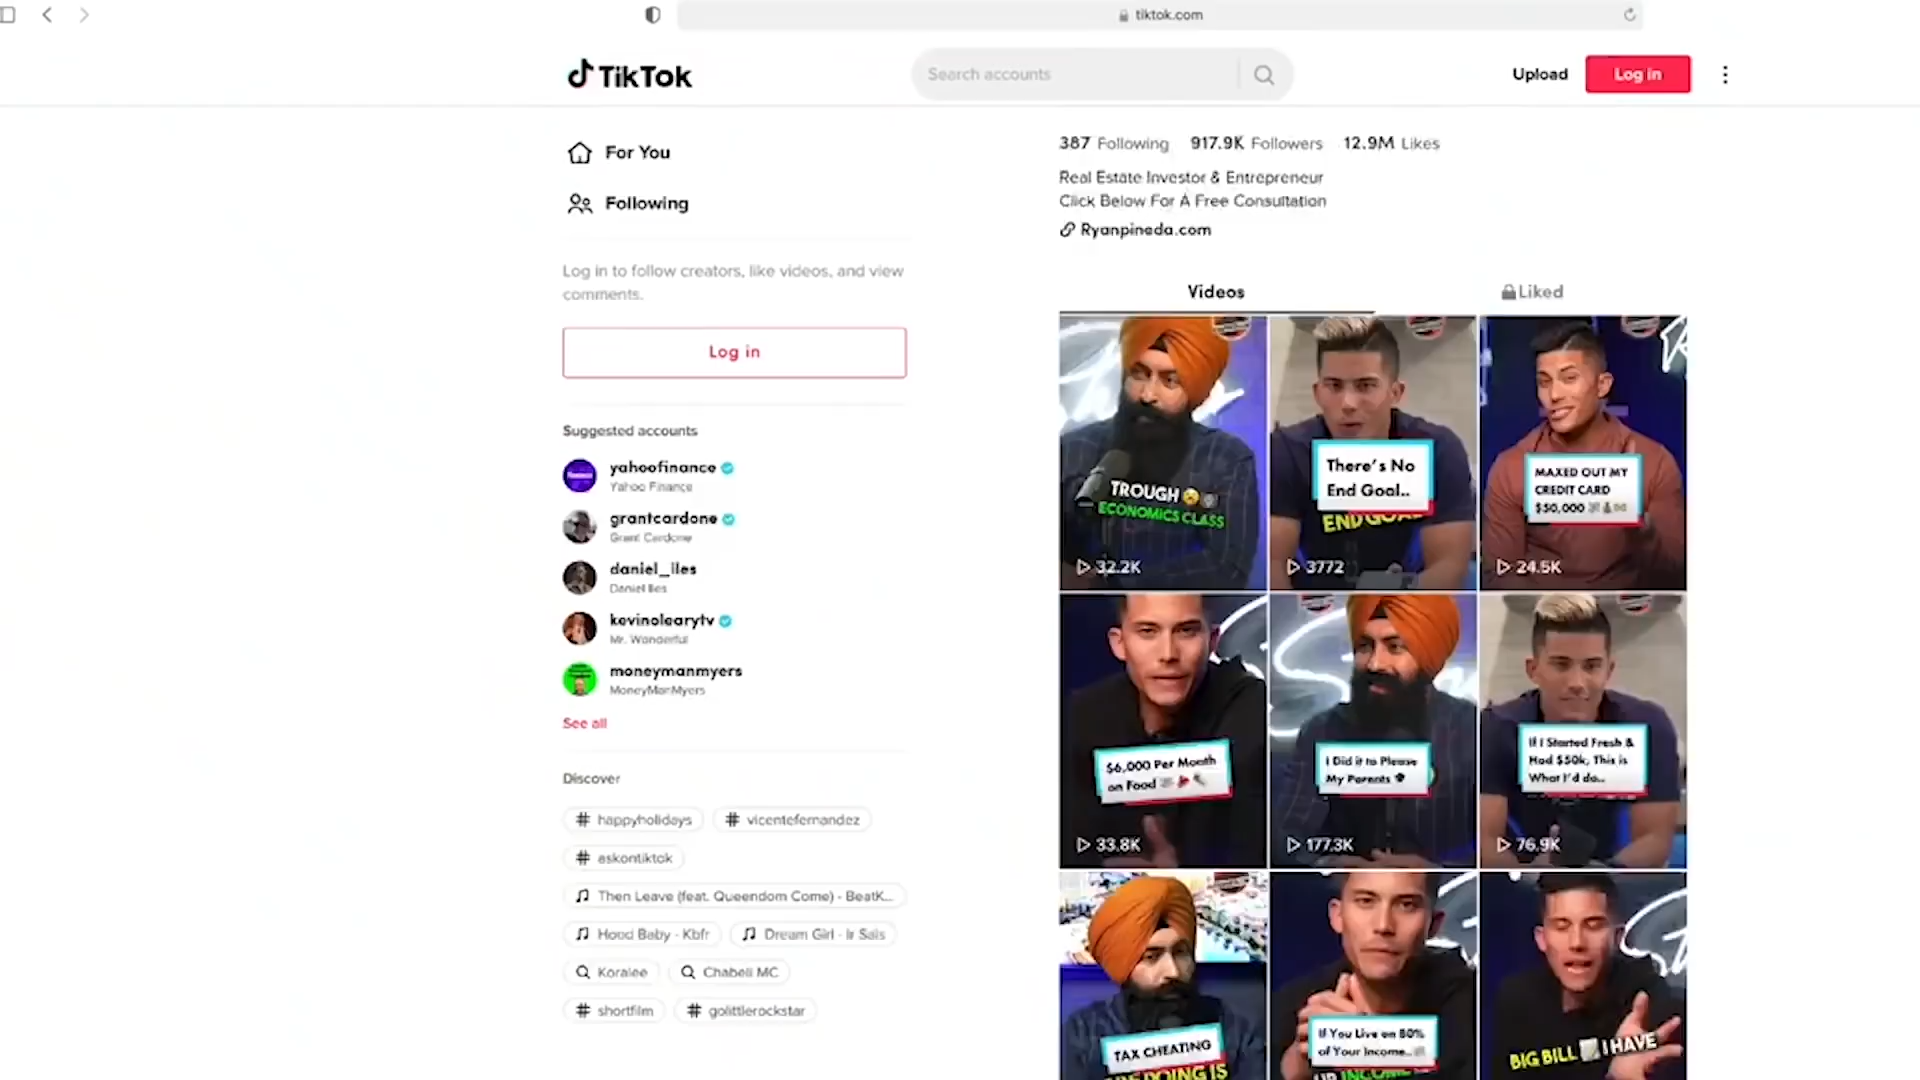 tiktok.com
TikTok
Search accounts
Upload
Log in
For You
Following
Log in to follow creators, like videos, and view
comments.
Log in
Suggested accounts
yahoofinance
Yahoo Finance
grantcardone
Grant Cardone
daniel_iles
Daniel Iles
kevinolearytv
Mr. Wonderful
moneymanmyers
MoneyManMyers
See all
Discover
# happyholidays
# vicentefernandez
# askontiktok
Then Leave (feat. Queendom Come) - BeatK...
Hood Baby - Kbfr
Dream Girl - Ir Sais
Koralee
Chabeli MC
# shortfilm
# golittlerockstar
387 Following 917.9K Followers 12.9M Likes
Real Estate Investor & Entrepreneur
Click Below For A Free Consultation
Ryanpineda.com
Videos
Liked
TROUGH
ECONOMICS CLASS
32.2K
There's No
End Goal..
END GOAL
3772
MAXED OUT MY
CREDIT CARD
$50,000
24.5K
$6,000 Per Month
on Food
33.8K
I Did it to Please
My Parents
177.3K
If I Started Fresh &
Had $50k, This is
What I'd do..
76.9K
TAX CHEATING
DOING IS
If You Live on 80%
of Your Income..
UR INCOME
BIG BILL I HAVE